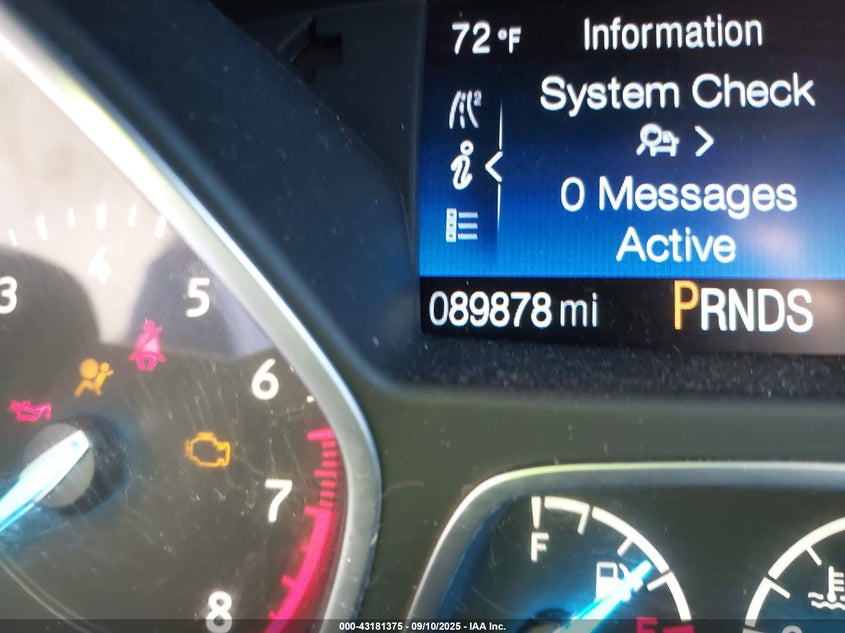 72 °F Information
System Check
0 Messages
Active
089878 mi PRNDS
3
4
5
6
7
8
F
E
000-43181375 - 09/10/2025 - IAA Inc.